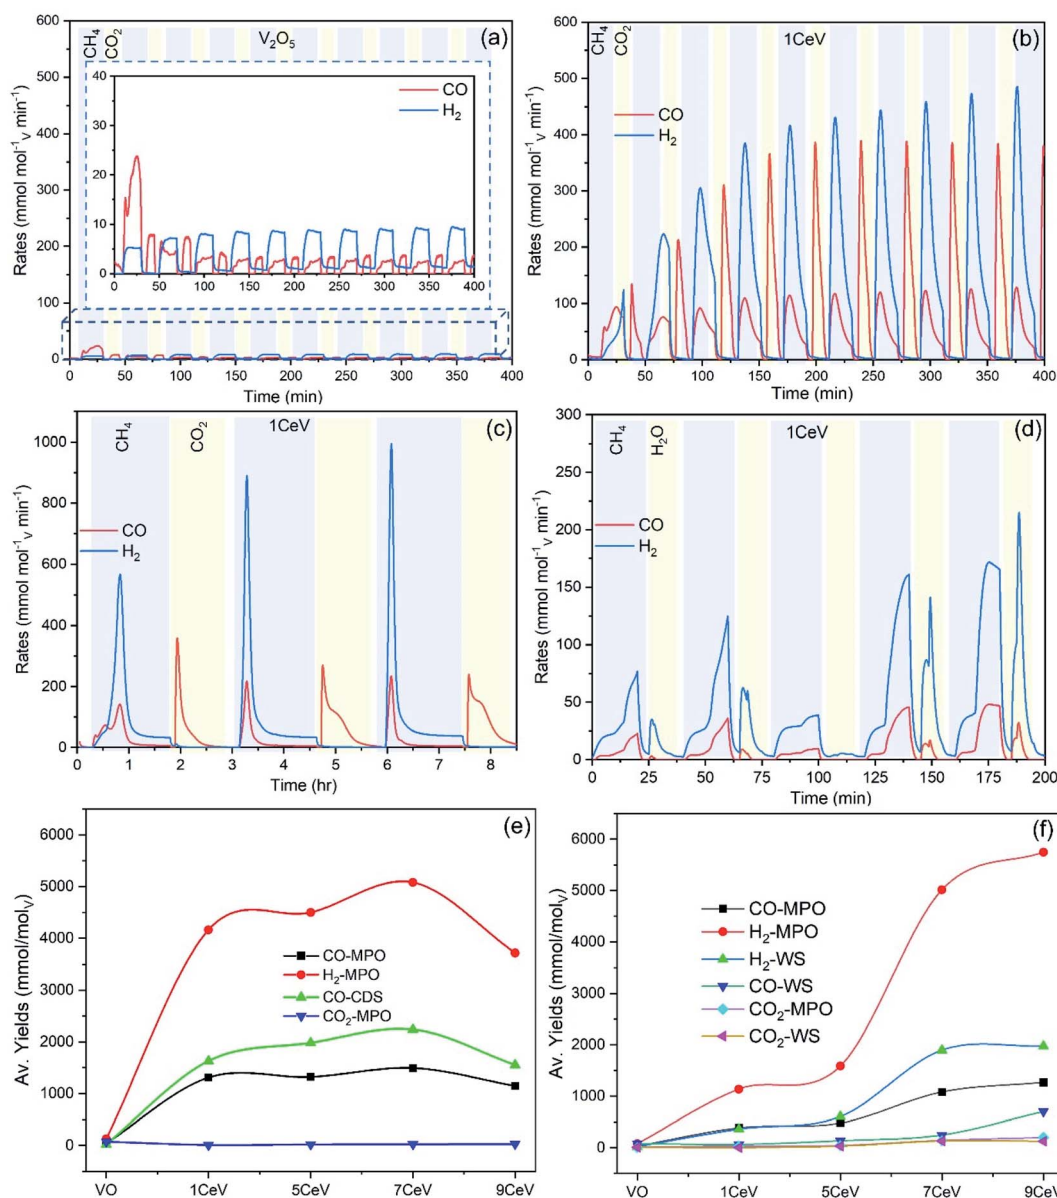 (a)
CH₄
CO₂
V₂O₅
Rates (mmol mol⁻¹ᵥ min⁻¹)
600
500
400
300
200
100
0
40
30
20
10
0
CO
H₂
0 50 100 150 200 250 300 350 400
0 50 100 150 200 250 300 350 400
Time (min)
(b)
CH₄
CO₂
1CeV
Rates (mmol mol⁻¹ᵥ min⁻¹)
600
500
400
300
200
100
0
CO
H₂
0 50 100 150 200 250 300 350 400
Time (min)
(c)
CH₄
CO₂
1CeV
Rates (mmol mol⁻¹ᵥ min⁻¹)
1000
800
600
400
200
0
CO
H₂
0 1 2 3 4 5 6 7 8
Time (hr)
(d)
CH₄
H₂O
1CeV
Rates (mmol mol⁻¹ᵥ min⁻¹)
300
250
200
150
100
50
0
CO
H₂
0 25 50 75 100 125 150 175 200
Time (min)
(e)
Av. Yields (mmol/molᵥ)
6000
5000
4000
3000
2000
1000
0
CO-MPO
H₂-MPO
CO-CDS
CO₂-MPO
VO 1CeV 5CeV 7CeV 9CeV
(f)
Av. Yields (mmol/molᵥ)
6000
5000
4000
3000
2000
1000
0
CO-MPO
H₂-MPO
H₂-WS
CO-WS
CO₂-MPO
CO₂-WS
VO 1CeV 5CeV 7CeV 9CeV